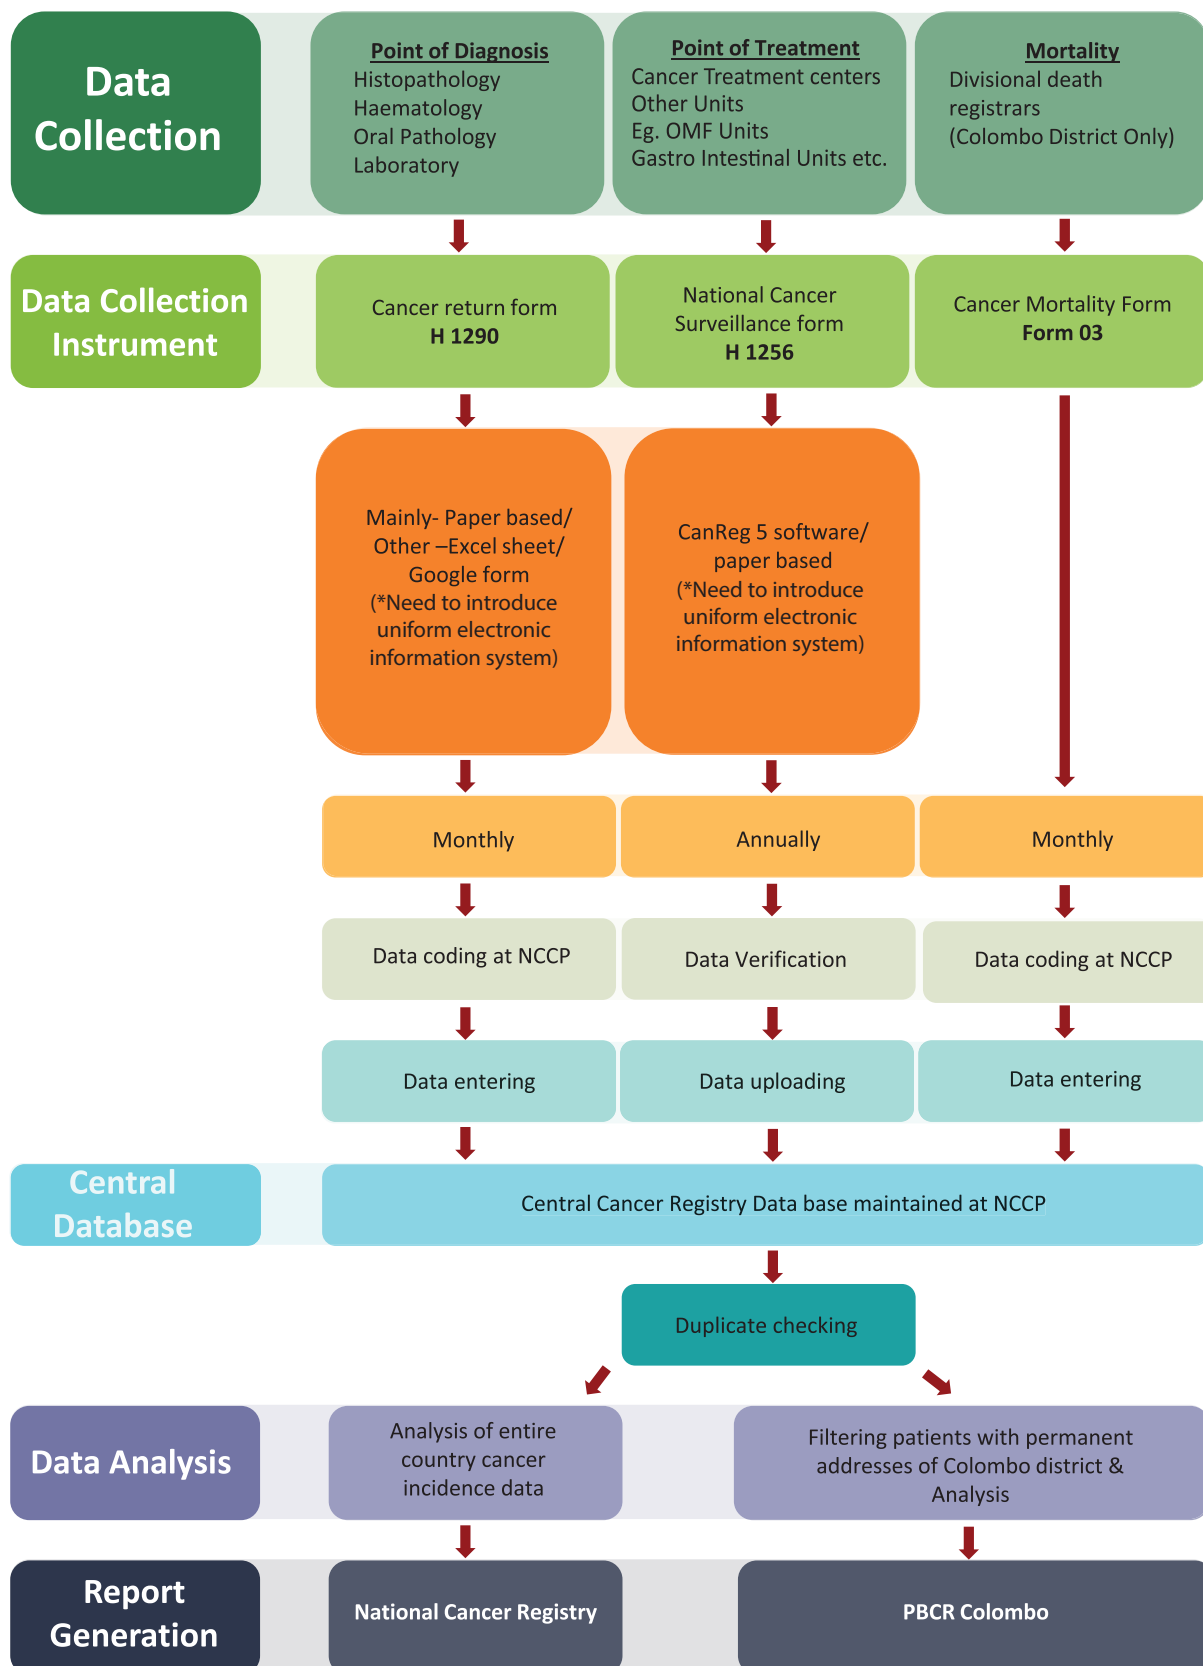 Data
Collection
Point of Diagnosis
Histopathology
Haematology
Oral Pathology
Laboratory
Point of Treatment
Cancer Treatment centers
Other Units
Eg. OMF Units
Gastro Intestinal Units etc.
Mortality
Divisional death
registrars
(Colombo District Only)
Data Collection
Instrument
Cancer return form
H 1290
National Cancer
Surveillance form
H 1256
Cancer Mortality Form
Form 03
Mainly- Paper based/
Other –Excel sheet/
Google form
(*Need to introduce
uniform electronic
information system)
CanReg 5 software/
paper based
(*Need to introduce
uniform electronic
information system)
Monthly
Annually
Monthly
Data coding at NCCP
Data Verification
Data coding at NCCP
Data entering
Data uploading
Data entering
Central
Database
Central Cancer Registry Data base maintained at NCCP
Duplicate checking
Data Analysis
Analysis of entire
country cancer
incidence data
Filtering patients with permanent
addresses of Colombo district &
Analysis
Report
Generation
National Cancer Registry
PBCR Colombo